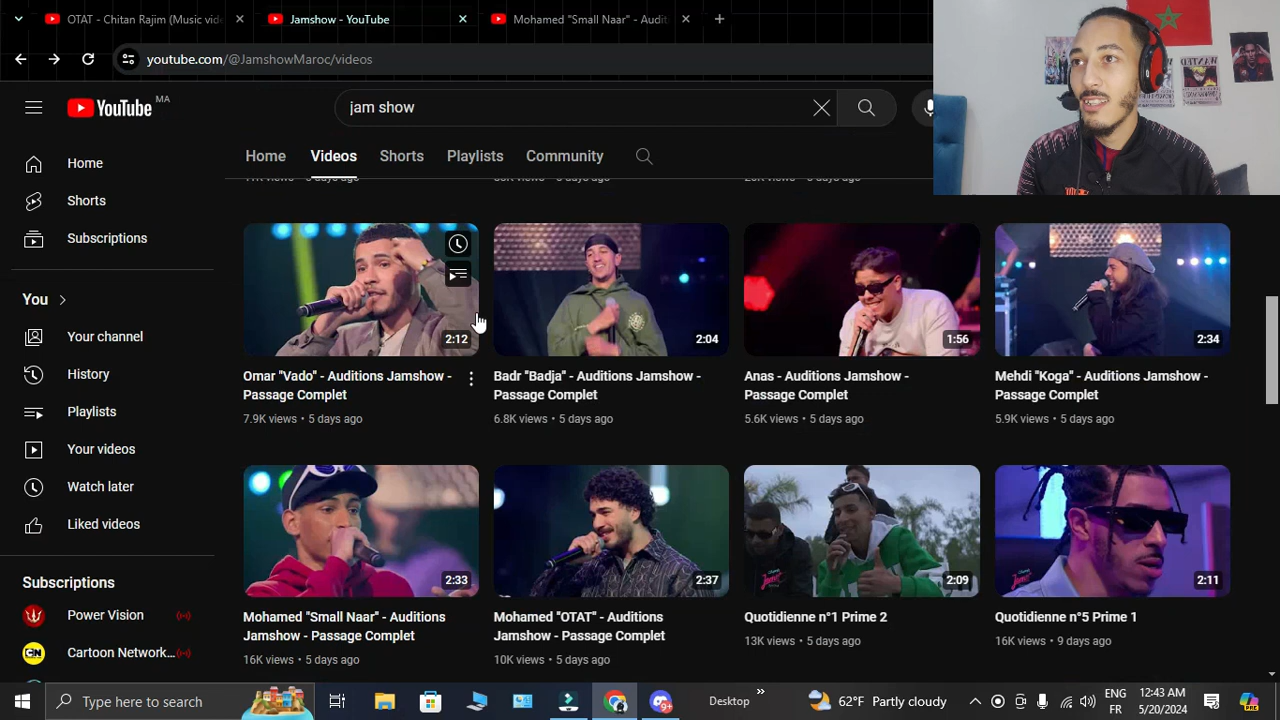 OTAT - Chitan Rajim (Music vide
Jamshow - YouTube
Mohamed "Small Naar" - Audit
youtube.com/@JamshowMaroc/videos
YouTube MA
jam show
Home
Videos
Shorts
Playlists
Community
Home
Shorts
Subscriptions
You
Your channel
History
Playlists
Your videos
Watch later
Liked videos
Subscriptions
Power Vision
Cartoon Network...
2:12
2:04
1:56
2:34
Omar "Vado" - Auditions Jamshow -
Passage Complet
7.9K views • 5 days ago
Badr "Badja" - Auditions Jamshow -
Passage Complet
6.8K views • 5 days ago
Anas - Auditions Jamshow -
Passage Complet
5.6K views • 5 days ago
Mehdi "Koga" - Auditions Jamshow -
Passage Complet
5.9K views • 5 days ago
2:33
2:37
2:09
2:11
Mohamed "Small Naar" - Auditions
Jamshow - Passage Complet
16K views • 5 days ago
Mohamed "OTAT" - Auditions
Jamshow - Passage Complet
10K views • 5 days ago
Quotidienne n°1 Prime 2
13K views • 5 days ago
Quotidienne n°5 Prime 1
16K views • 9 days ago
WANTED
CN
Type here to search
Desktop
62°F Partly cloudy
ENG
FR
12:43 AM
5/20/2024